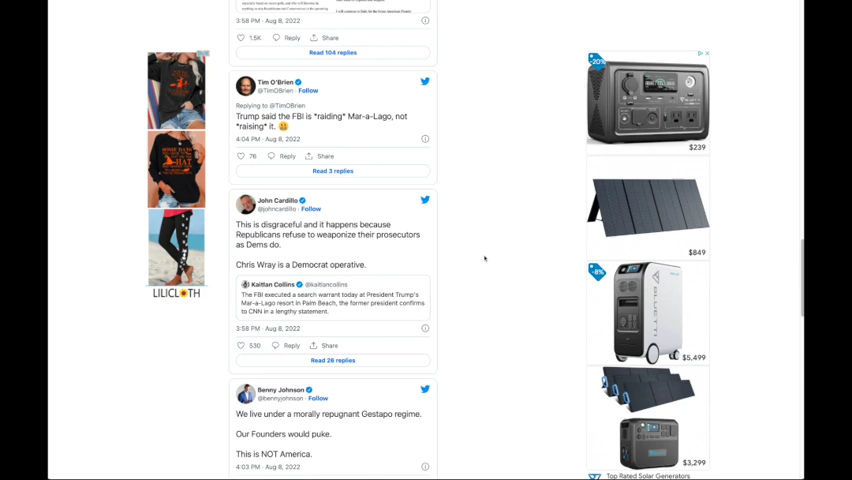 3:58 PM · Aug 8, 2022
1.5K Reply Share
Read 104 replies
Tim O'Brien
@TimOBrien · Follow
Replying to @TimOBrien
Trump said the FBI is *raiding* Mar-a-Lago, not
*raising* it. 😃
4:04 PM · Aug 8, 2022
76 Reply Share
Read 3 replies
John Cardillo
@johncardillo · Follow
This is disgraceful and it happens because
Republicans refuse to weaponize their prosecutors
as Dems do.
Chris Wray is a Democrat operative.
Kaitlan Collins @kaitlancollins
The FBI executed a search warrant today at President Trump's
Mar-a-Lago resort in Palm Beach, the former president confirms
to CNN in a lengthy statement.
3:58 PM · Aug 8, 2022
530 Reply Share
Read 26 replies
Benny Johnson
@bennyjohnson · Follow
We live under a morally repugnant Gestapo regime.
Our Founders would puke.
This is NOT America.
4:03 PM · Aug 8, 2022
HAT
LILICLOTH
-20%
$239
$849
-8%
BLUETTI
$5,499
$3,299
Top Rated Solar Generators